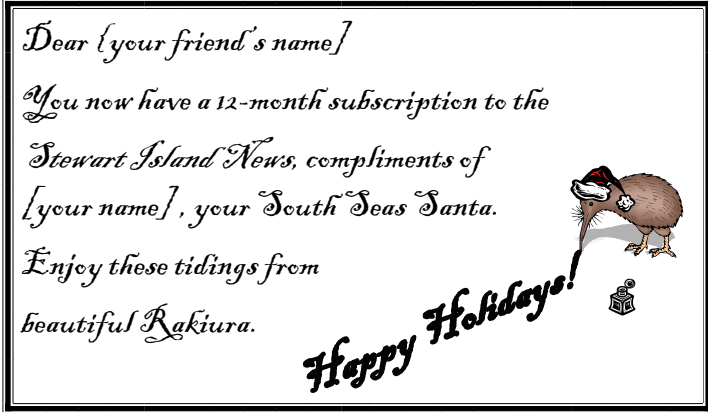 Dear {your friend's name}
You now have a 12-month subscription to the
Stewart Island News, compliments of
[your name] , your South Seas Santa.
Enjoy these tidings from
beautiful Rakiura.
Happy Holidays!